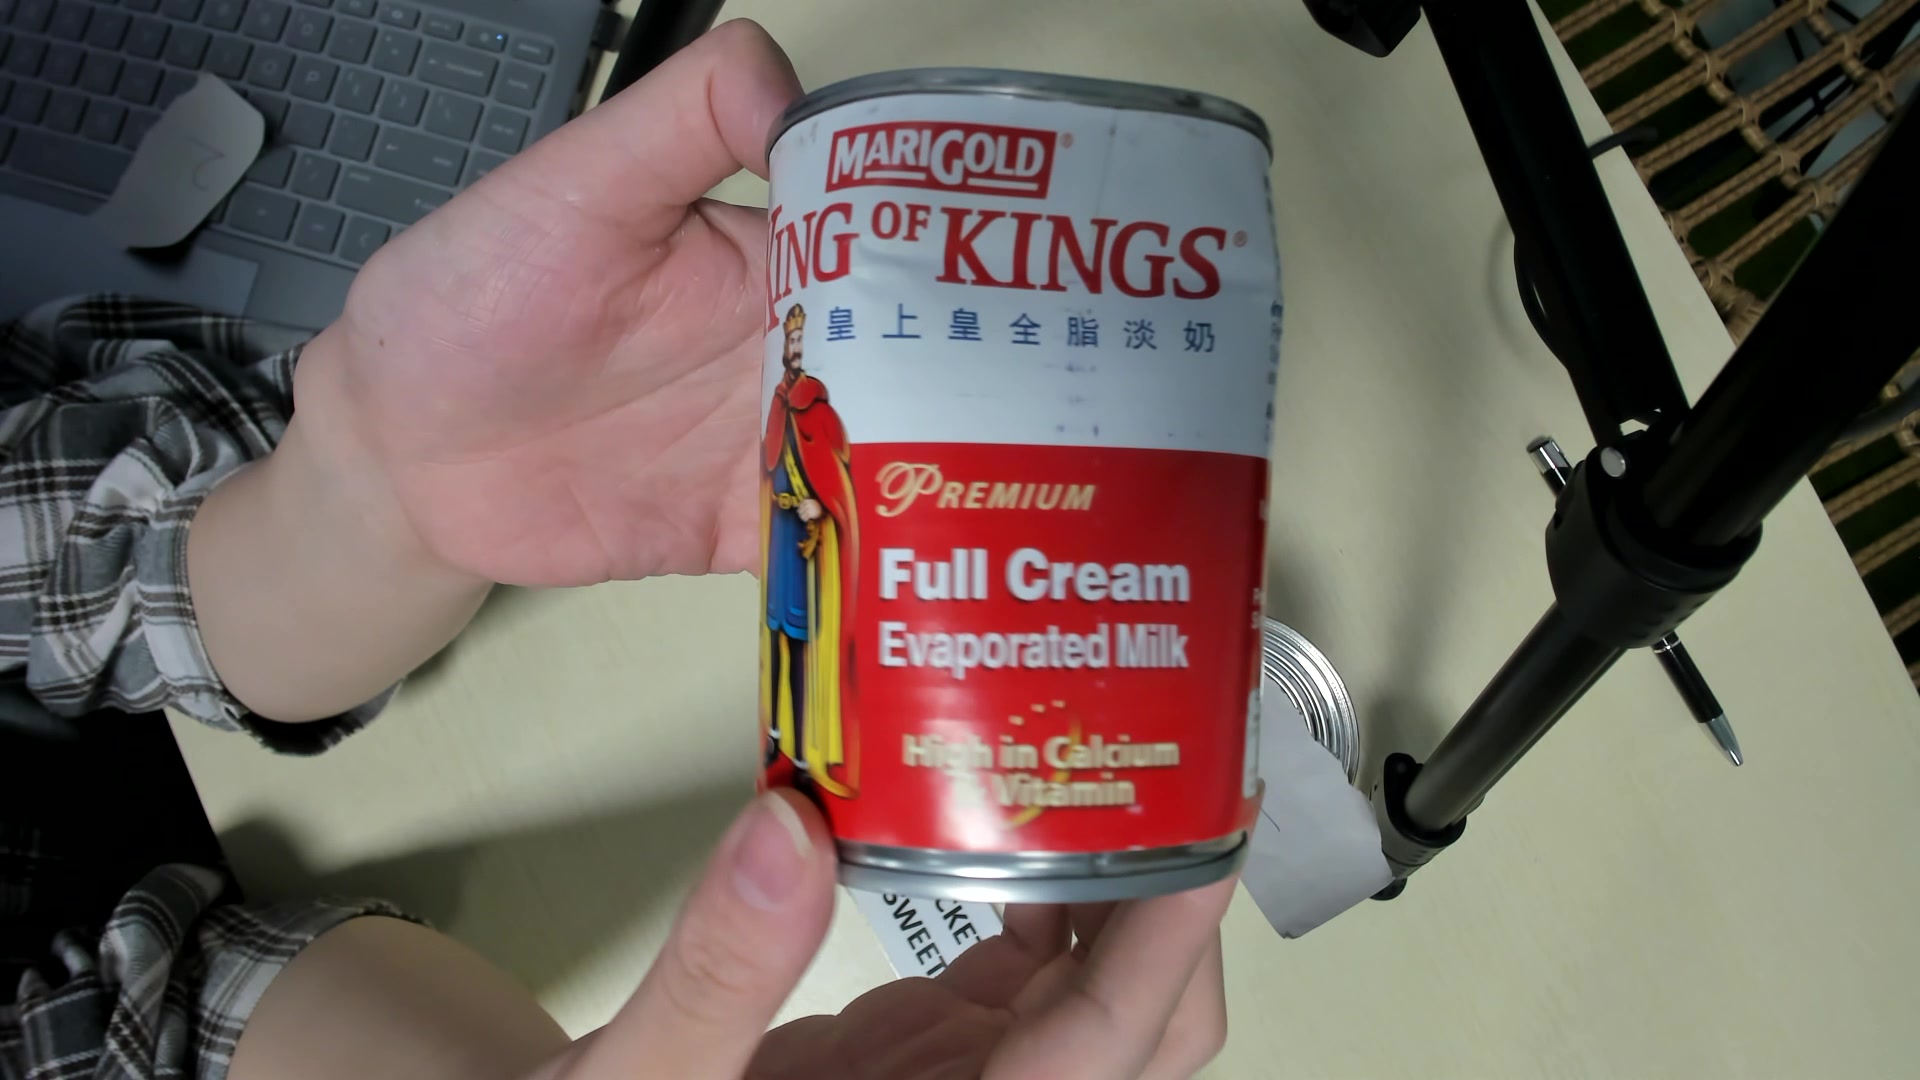 MARIGOLD®
KING OF KINGS®
皇上皇全脂淡奶
PREMIUM
Full Cream
Evaporated Milk
High in Calcium
& Vitamin
SWEET